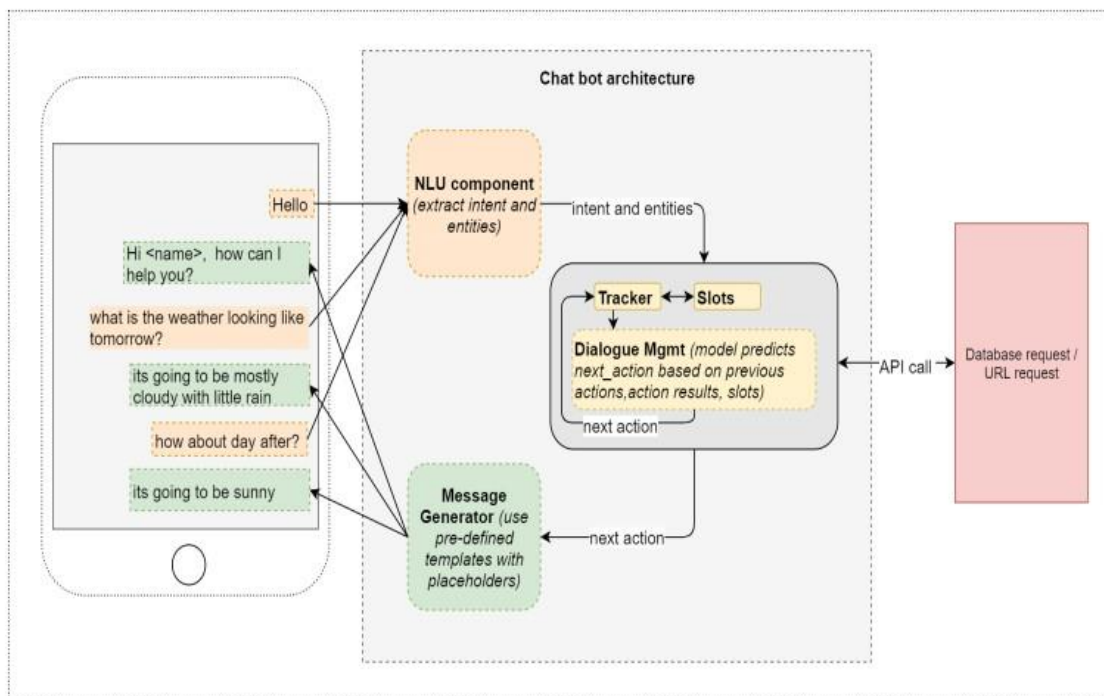 Chat bot architecture
Hello
Hi <name>,  how can I
help you?
what is the weather looking like
tomorrow?
its going to be mostly
cloudy with little rain
how about day after?
its going to be sunny
NLU component
(extract intent and
entities)
intent and entities
Tracker
Slots
Dialogue Mgmt (model predicts
next_action based on previous
actions,action results, slots)
next action
API call
Database request /
URL request
Message
Generator (use
pre-defined
templates with
placeholders)
next action